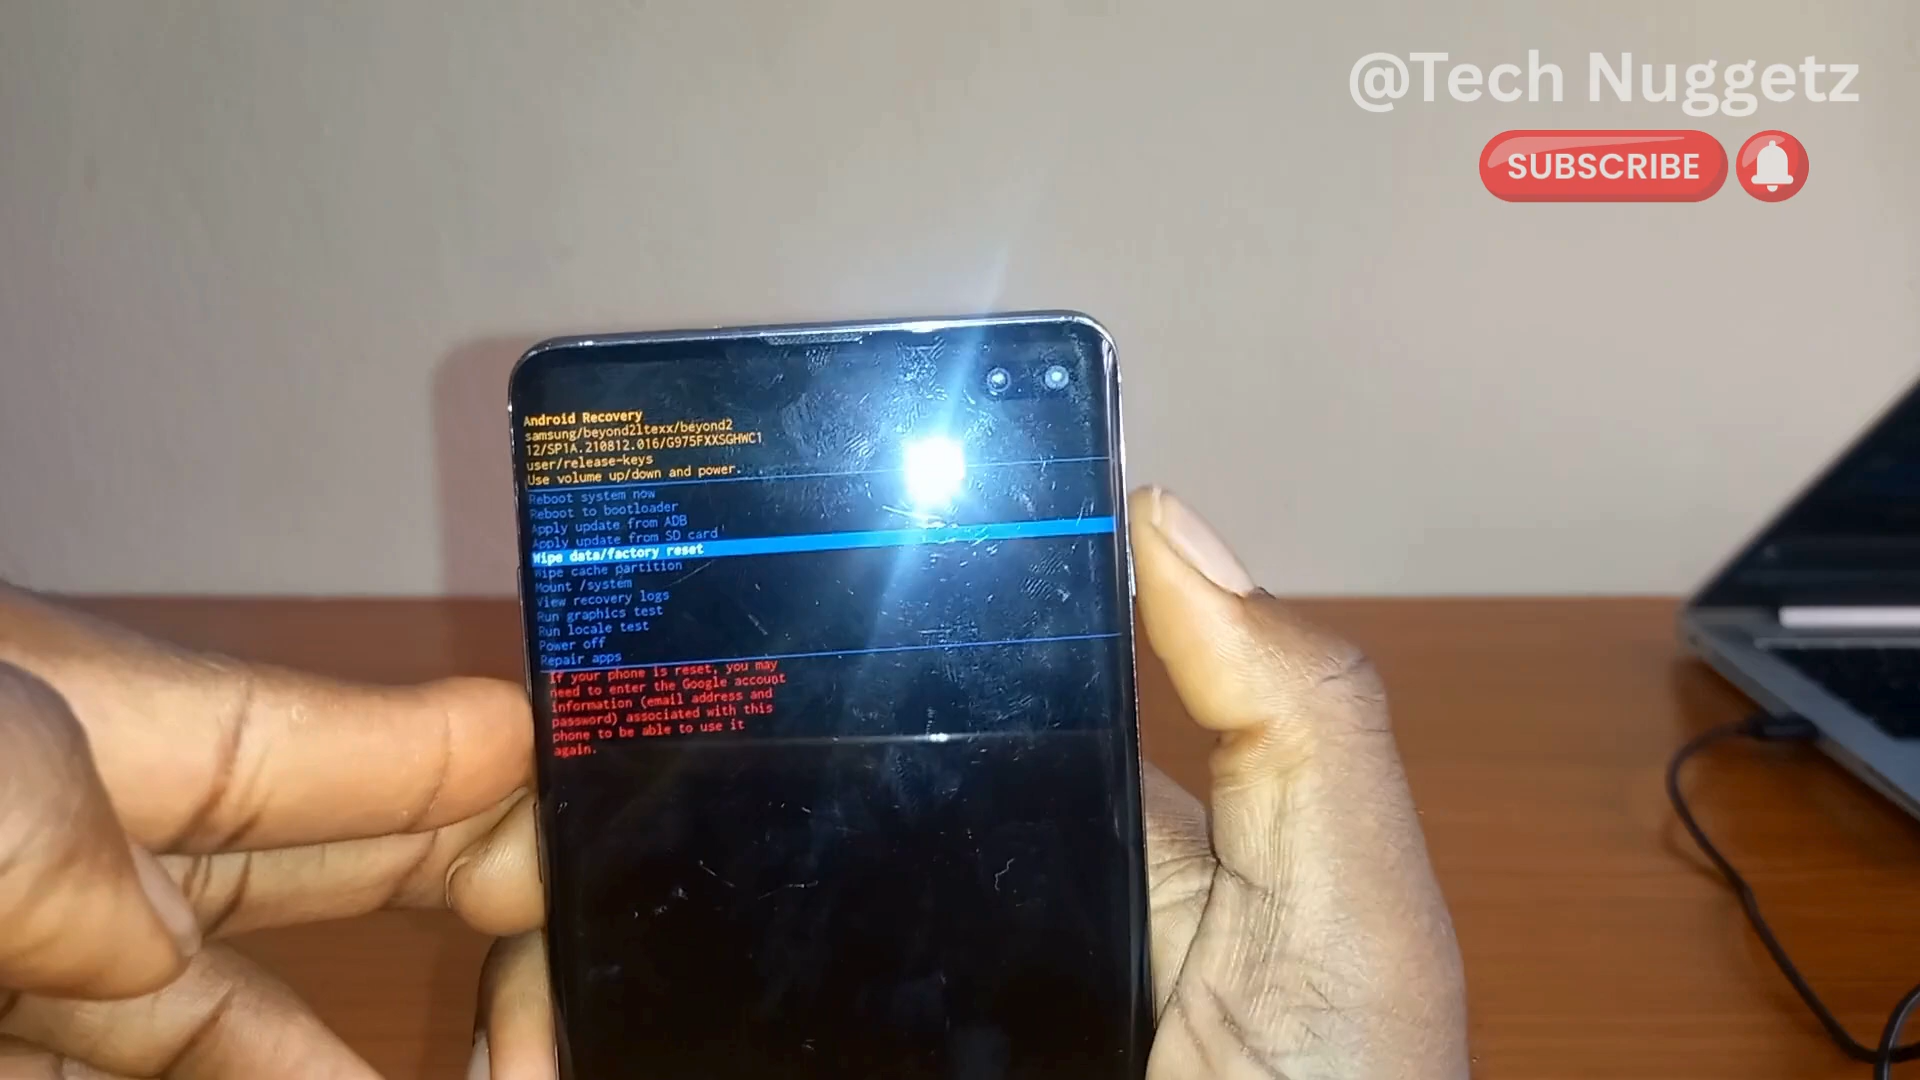 @Tech Nuggetz
SUBSCRIBE
Android Recovery
samsung/beyond2ltexx/beyond2
12/SP1A.210812.016/G975FXXSGHWC1
user/release-keys
Use volume up/down and power.
Reboot system now
Reboot to bootloader
Apply update from ADB
Apply update from SD card
Wipe data/factory reset
Wipe cache partition
Mount /system
View recovery logs
Run graphics test
Run locale test
Power off
Repair apps
If your phone is reset, you may
need to enter the Google account
information (email address and
password) associated with this
phone to be able to use it
again.